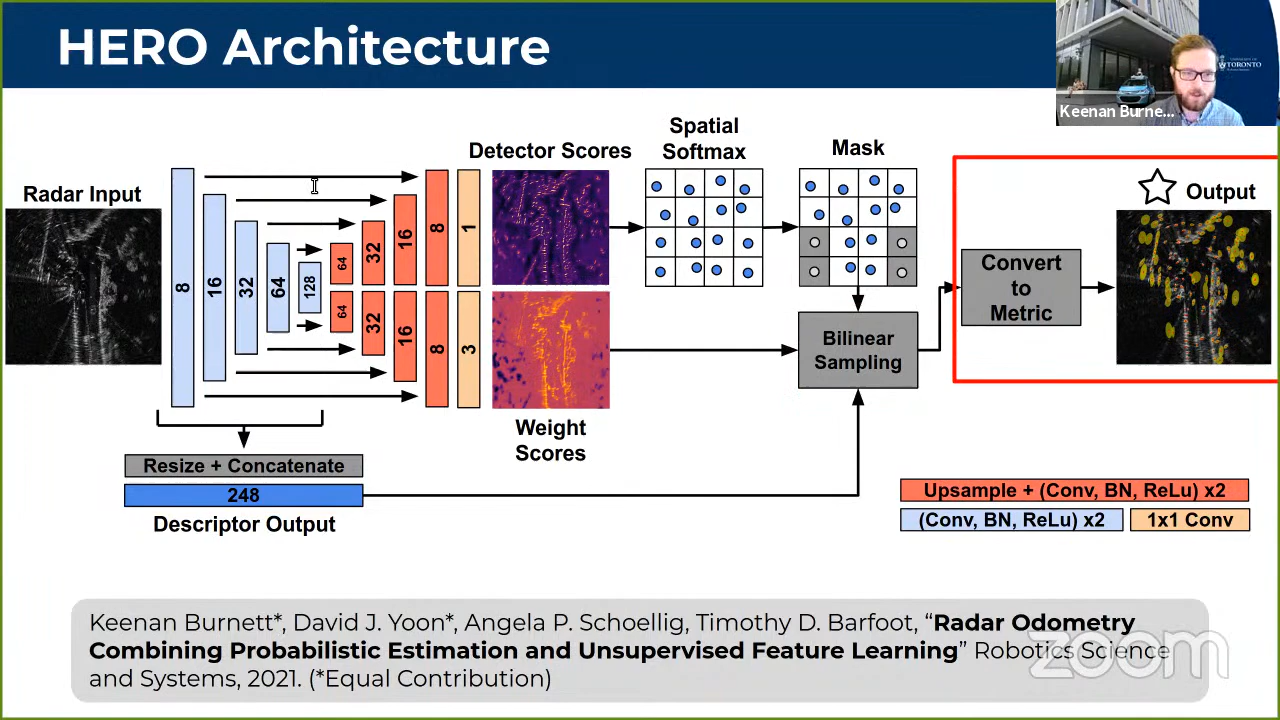 HERO Architecture
UNIVERSITY OF
TORONTO
Keenan Burne...
Radar Input
8
16
32
64
128
64
32
16
8
1
64
32
16
8
3
Detector Scores
Weight
Scores
Spatial
Softmax
Mask
Bilinear
Sampling
Convert
to
Metric
Output
Resize + Concatenate
248
Descriptor Output
Upsample + (Conv, BN, ReLu) x2
(Conv, BN, ReLu) x2
1x1 Conv
Keenan Burnett*, David J. Yoon*, Angela P. Schoellig, Timothy D. Barfoot, “Radar Odometry
Combining Probabilistic Estimation and Unsupervised Feature Learning” Robotics Science
and Systems, 2021. (*Equal Contribution)
zoom